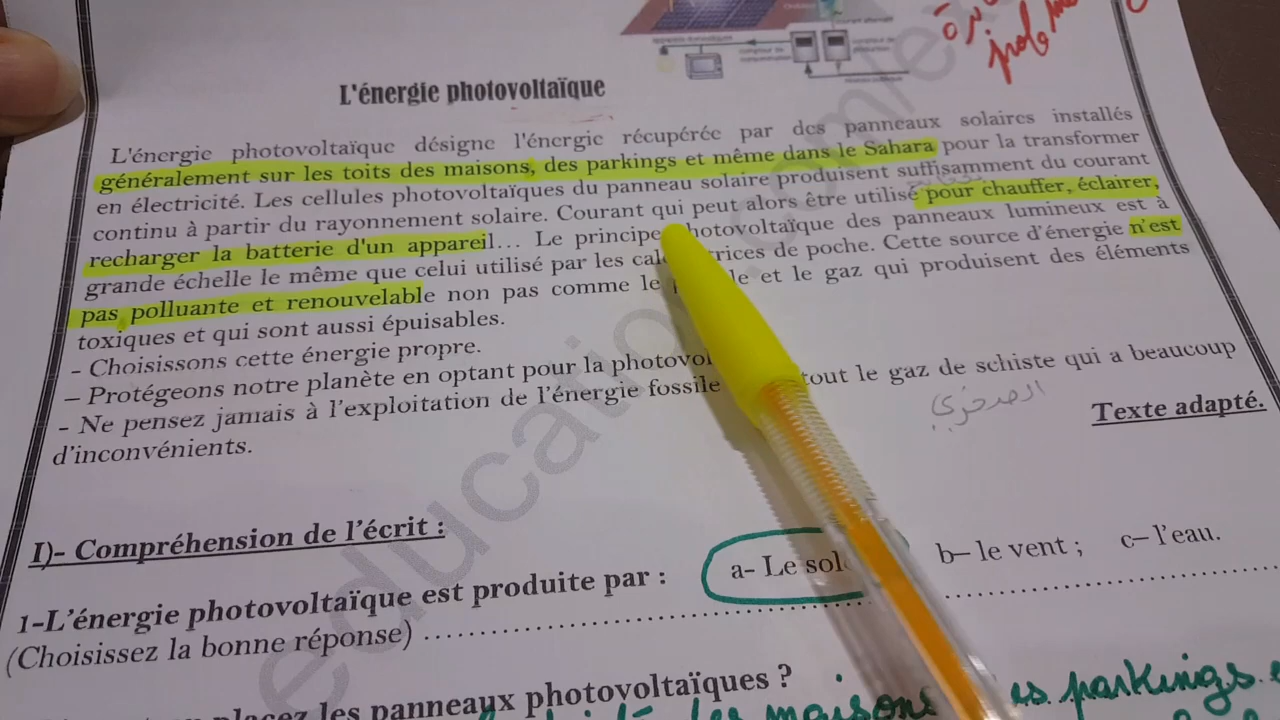 L'énergie photovoltaïque
L'énergie photovoltaïque désigne l'énergie récupérée par des panneaux solaires installés
généralement sur les toits des maisons, des parkings et même dans le Sahara pour la transformer
en électricité. Les cellules photovoltaïques du panneau solaire produisent suffisamment du courant
continu à partir du rayonnement solaire. Courant qui peut alors être utilisé pour chauffer, éclairer,
recharger la batterie d'un appareil... Le principe photovoltaïque des panneaux lumineux est à
grande échelle le même que celui utilisé par les de poche. Cette source d'énergie n'est
pas polluante et renouvelable non pas comme le et le gaz qui produisent des éléments
toxiques et qui sont aussi épuisables.
- Choisissons cette énergie propre.
– Protégeons notre planète en optant pour la
- Ne pensez jamais à l'exploitation de l'énergie fossile tout le gaz de schiste qui a beaucoup
d'inconvénients.
Texte adapté.
I)- Compréhension de l'écrit :
1-L'énergie photovoltaïque est produite par : a- Le b– le vent ; c– l'eau.
(Choisissez la bonne réponse) ........................
les panneaux photovoltaïques ?
les maisons parkings
education.com